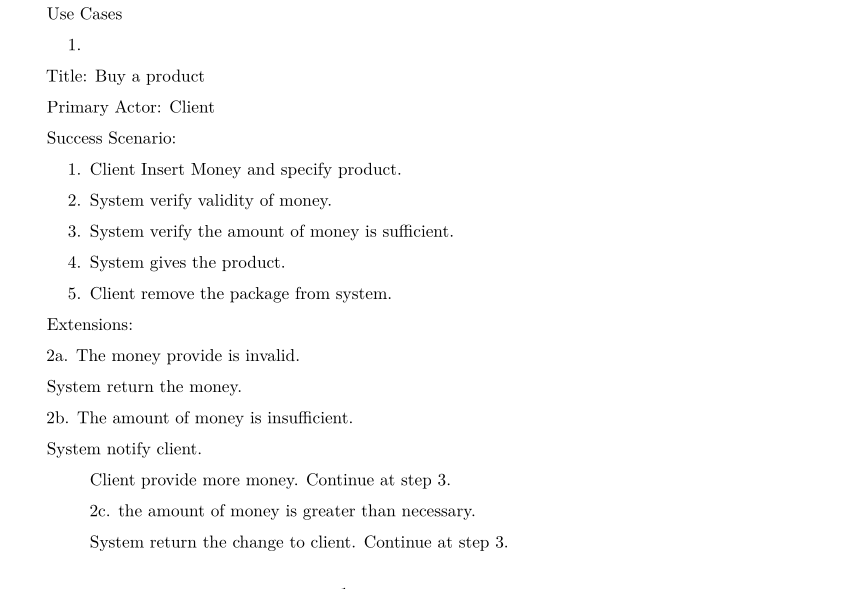 Use Cases
1.
Title: Buy a product
Primary Actor: Client
Success Scenario:
1. Client Insert Money and specify product.
2. System verify validity of money.
3. System verify the amount of money is sufficient.
4. System gives the product.
5. Client remove the package from system.
Extensions:
2a. The money provide is invalid.
System return the money.
2b. The amount of money is insufficient.
System notify client.
Client provide more money. Continue at step 3.
2c. the amount of money is greater than necessary.
System return the change to client. Continue at step 3.